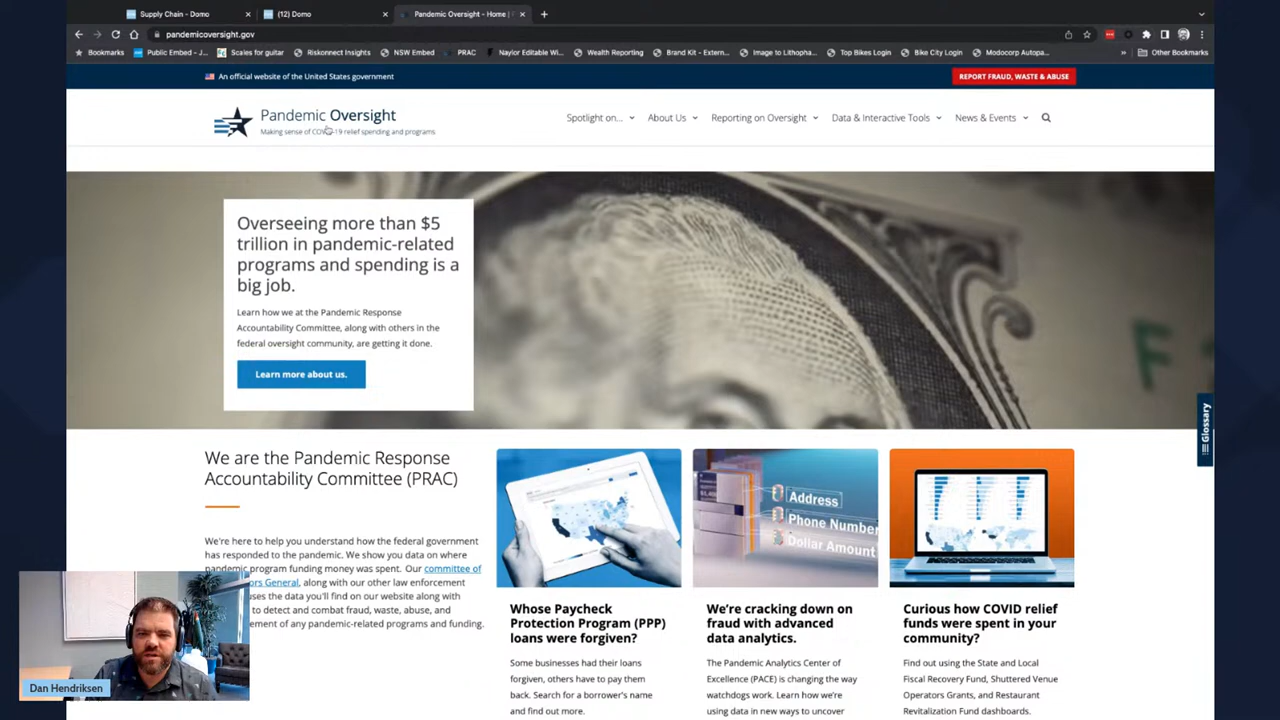 Supply Chain - Domo
(12) Domo
Pandemic Oversight - Home |
pandemicoversight.gov
Bookmarks
Public Embed - J...
Scales for guitar
Riskonnect Insights
NSW Embed
PRAC
Naylor Editable Wi...
Wealth Reporting
Brand Kit - Extern...
Image to Lithopha...
Top Bikes Login
Bike City Login
Modocorp Autopa...
Other Bookmarks
An official website of the United States government
REPORT FRAUD, WASTE & ABUSE
Pandemic Oversight
Making sense of COVID-19 relief spending and programs
Spotlight on...
About Us
Reporting on Oversight
Data & Interactive Tools
News & Events
Overseeing more than $5
trillion in pandemic-related
programs and spending is a
big job.
Learn how we at the Pandemic Response
Accountability Committee, along with others in the
federal oversight community, are getting it done.
Learn more about us.
Glossary
We are the Pandemic Response
Accountability Committee (PRAC)
We're here to help you understand how the federal government
has responded to the pandemic. We show you data on where
pandemic program funding money was spent. Our committee of
ors General, along with our other law enforcement
uses the data you'll find on our website along with
to detect and combat fraud, waste, abuse, and
ement of any pandemic-related programs and funding.
Address
Phone Number
Dollar Amount
Whose Paycheck
Protection Program (PPP)
loans were forgiven?
Some businesses had their loans
forgiven, others have to pay them
back. Search for a borrower's name
and find out more.
We're cracking down on
fraud with advanced
data analytics.
The Pandemic Analytics Center of
Excellence (PACE) is changing the way
watchdogs work. Learn how we're
using data in new ways to uncover
Curious how COVID relief
funds were spent in your
community?
Find out using the State and Local
Fiscal Recovery Fund, Shuttered Venue
Operators Grants, and Restaurant
Revitalization Fund dashboards.
Dan Hendriksen